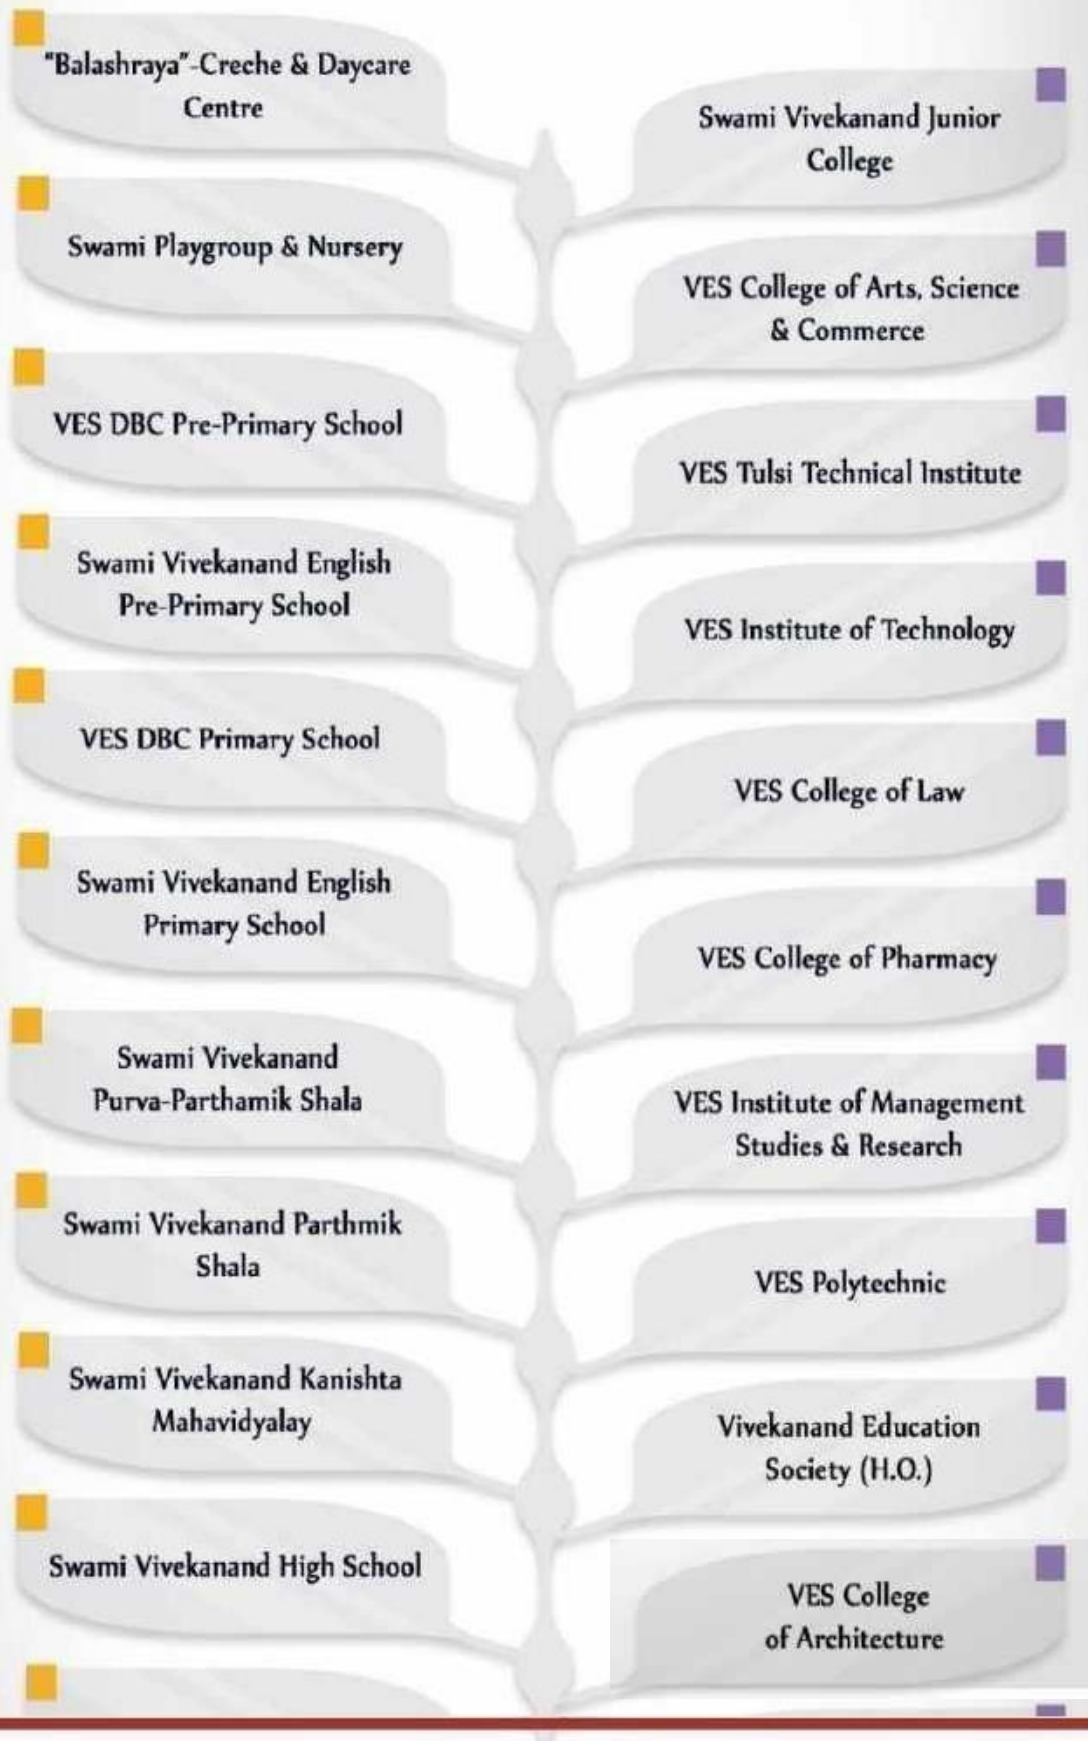 "Balashraya"-Creche & Daycare
Centre
Swami Playgroup & Nursery
VES DBC Pre-Primary School
Swami Vivekanand English
Pre-Primary School
VES DBC Primary School
Swami Vivekanand English
Primary School
Swami Vivekanand
Purva-Parthamik Shala
Swami Vivekanand Parthmik
Shala
Swami Vivekanand Kanishta
Mahavidyalay
Swami Vivekanand High School
Swami Vivekanand Junior
College
VES College of Arts, Science
& Commerce
VES Tulsi Technical Institute
VES Institute of Technology
VES College of Law
VES College of Pharmacy
VES Institute of Management
Studies & Research
VES Polytechnic
Vivekanand Education
Society (H.O.)
VES College
of Architecture